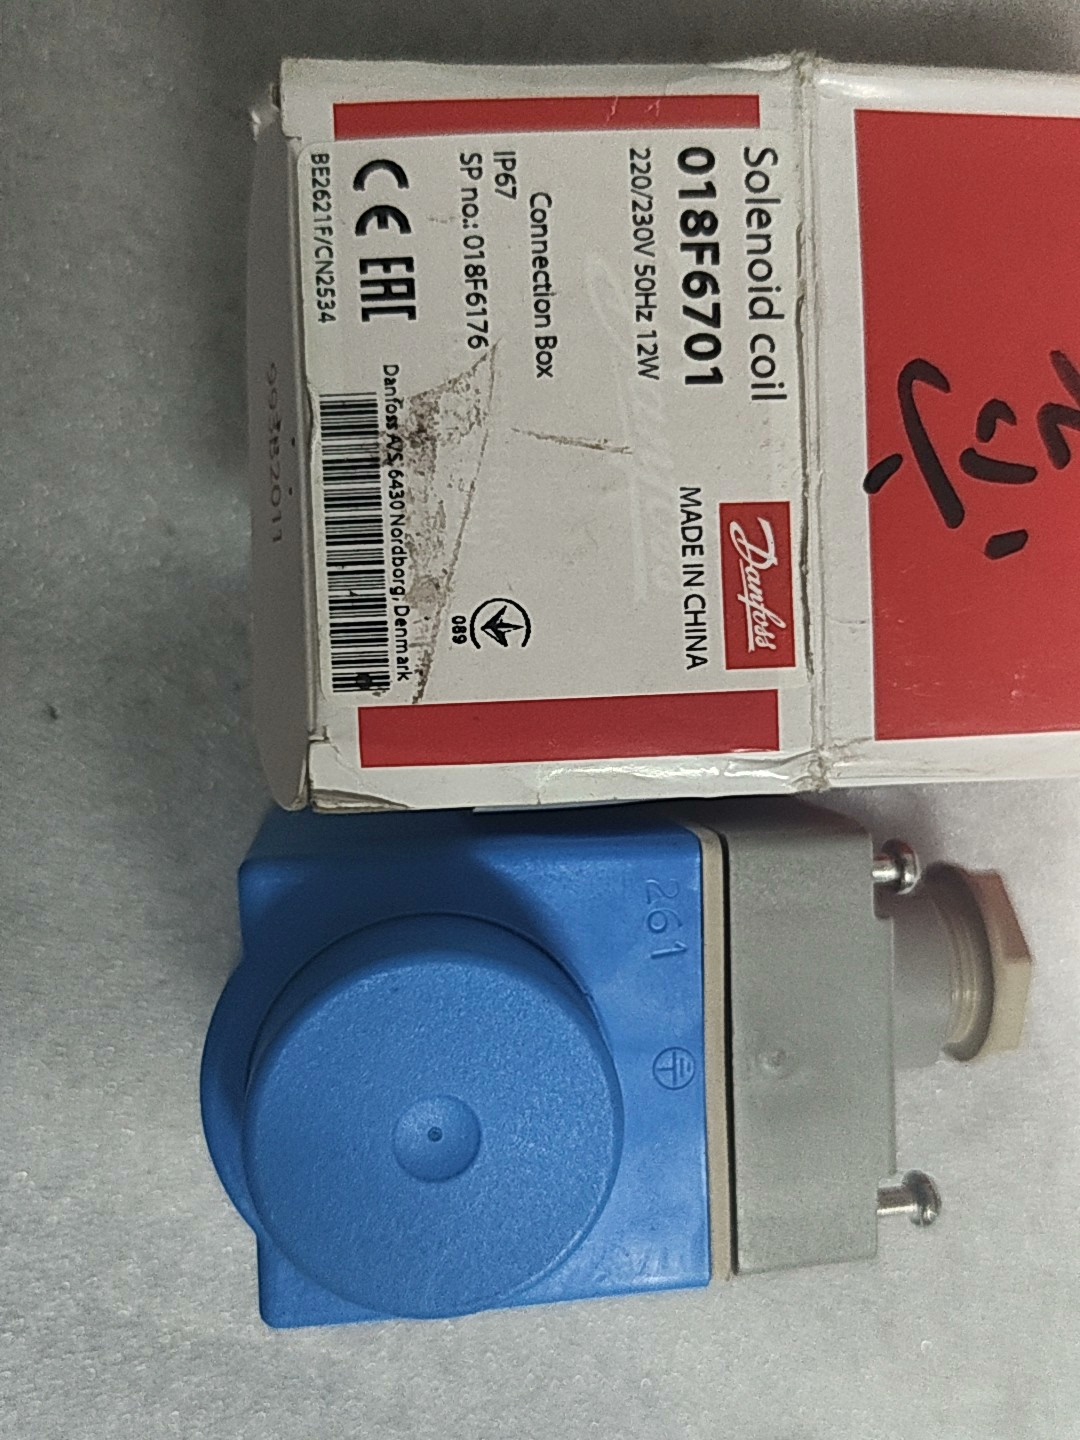 Solenoid coil
018F6701
220/230V 50Hz 12W
Danfoss
MADE IN CHINA
Connection Box
IP67
SP no.: 018F6176
089
CE EAC
Danfoss A/S, 6430 Nordborg, Denmark
BE2621F/CN2534
261